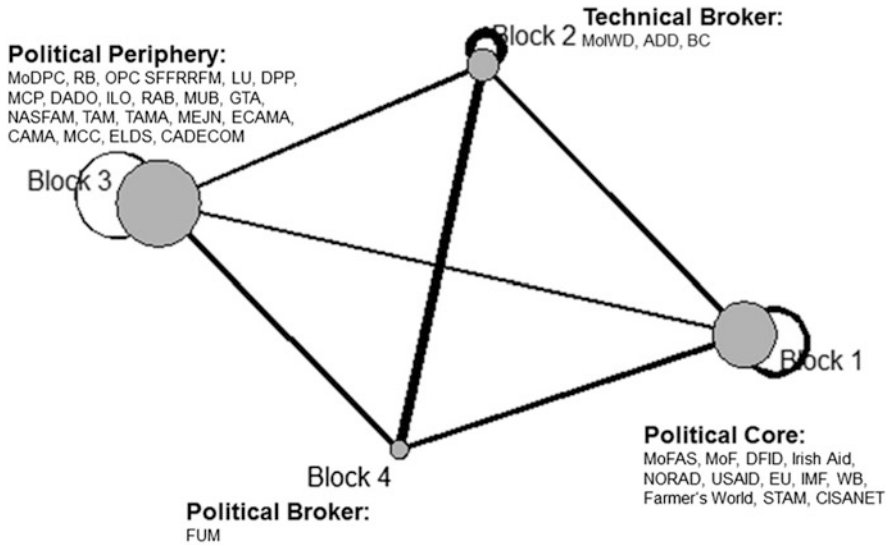 Technical Broker:
Block 2
MoIWD, ADD, BC
Political Periphery:
MoDPC, RB, OPC SFFRRFM, LU, DPP,
MCP, DADO, ILO, RAB, MUB, GTA,
NASFAM, TAM, TAMA, MEJN, ECAMA,
CAMA, MCC, ELDS, CADECOM
Block 3
Block 1
Political Core:
MoFAS, MoF, DFID, Irish Aid,
NORAD, USAID, EU, IMF, WB,
Farmer's World, STAM, CISANET
Block 4
Political Broker:
FUM